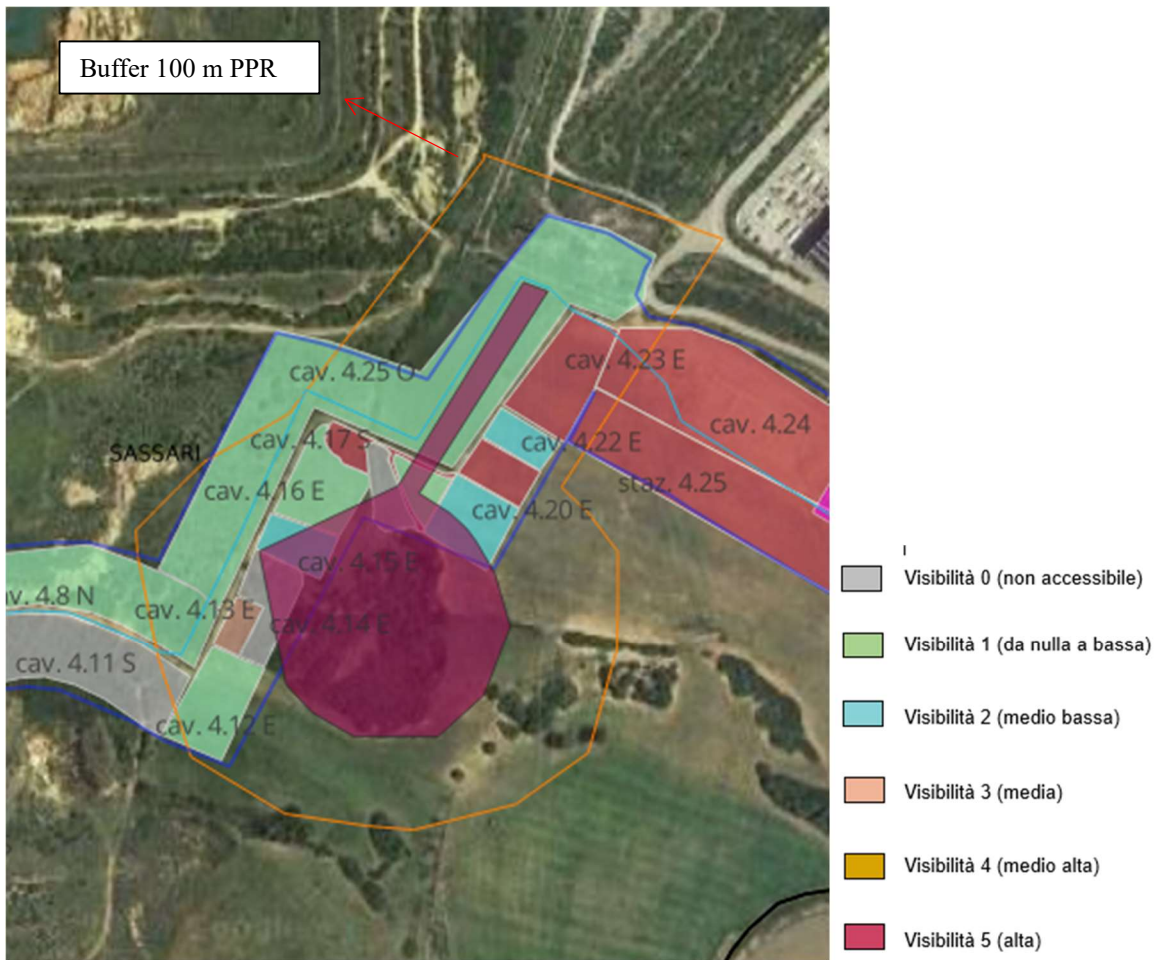 Buffer 100 m PPR
cav. 4.23 E
cav. 4.25 O
cav. 4.24
cav. 4.17 S
cav. 4.22 E
SASSARI
staz. 4.25
cav. 4.16 E
cav. 4.20 E
cav. 4.15 E
av. 4.8 N
cav. 4.13 E
cav. 4.14 E
cav. 4.11 S
cav. 4.12 E
Visibilità 0 (non accessibile)
Visibilità 1 (da nulla a bassa)
Visibilità 2 (medio bassa)
Visibilità 3 (media)
Visibilità 4 (medio alta)
Visibilità 5 (alta)